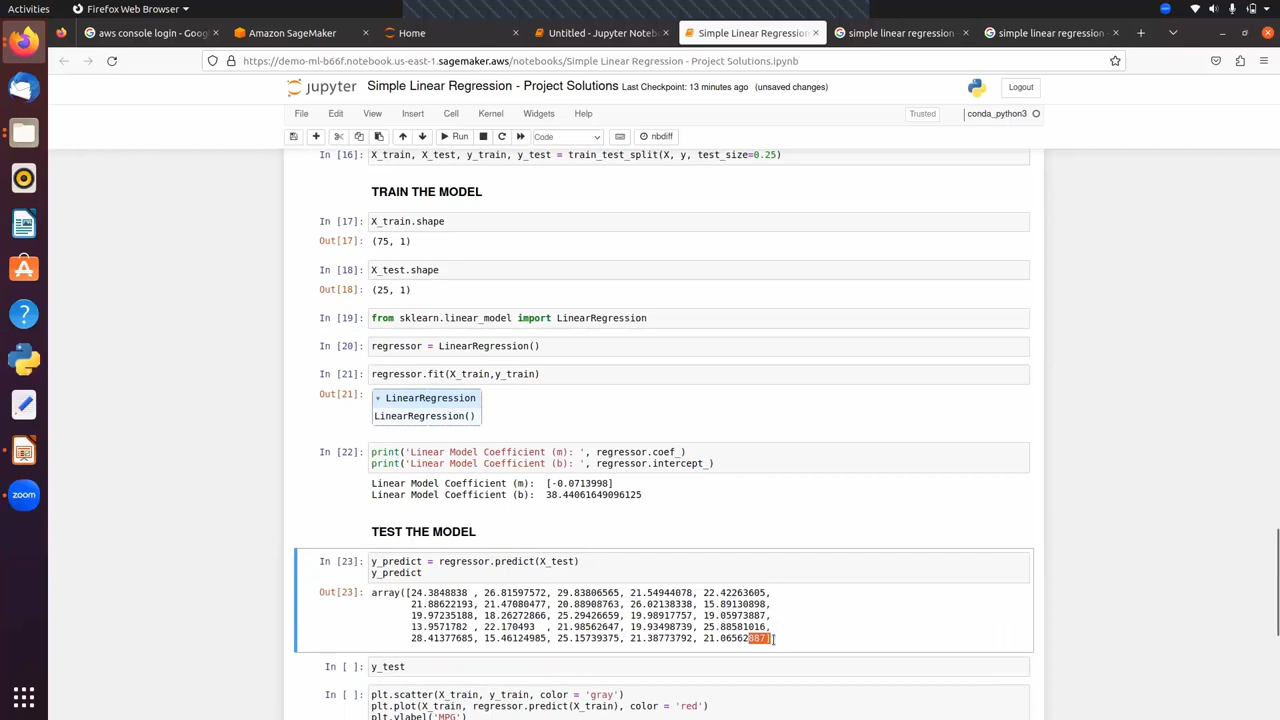 Activities
Firefox Web Browser
aws console login - Goog
Amazon SageMaker
Home
Untitled - Jupyter Noteb
Simple Linear Regression
simple linear regression -
simple linear regression -
https://demo-ml-b66f.notebook.us-east-1.sagemaker.aws/notebooks/Simple Linear Regression - Project Solutions.ipynb
jupyter Simple Linear Regression - Project Solutions Last Checkpoint: 13 minutes ago (unsaved changes)
Logout
File Edit View Insert Cell Kernel Widgets Help
Trusted
conda_python3
Run
Code
nbdiff
In [16]: X_train, X_test, y_train, y_test = train_test_split(X, y, test_size=0.25)
TRAIN THE MODEL
In [17]: X_train.shape
Out[17]: (75, 1)
In [18]: X_test.shape
Out[18]: (25, 1)
In [19]: from sklearn.linear_model import LinearRegression
In [20]: regressor = LinearRegression()
In [21]: regressor.fit(X_train,y_train)
Out[21]: LinearRegression
LinearRegression()
In [22]: print('Linear Model Coefficient (m): ', regressor.coef_)
print('Linear Model Coefficient (b): ', regressor.intercept_)
Linear Model Coefficient (m):  [-0.0713998]
Linear Model Coefficient (b):  38.44061649096125
TEST THE MODEL
In [23]: y_predict = regressor.predict(X_test)
y_predict
Out[23]: array([24.3848838 , 26.81597572, 29.83806565, 21.54944078, 22.42263605,
21.88622193, 21.47080477, 20.88908763, 26.02138338, 15.89130898,
19.97235188, 18.26272866, 25.29426659, 19.98917757, 19.05973887,
13.9571782 , 22.170493  , 21.98562647, 19.93498739, 25.88581016,
28.41377685, 15.46124985, 25.15739375, 21.38773792, 21.06562887])
In [ ]: y_test
In [ ]: plt.scatter(X_train, y_train, color = 'gray')
plt.plot(X_train, regressor.predict(X_train), color = 'red')
plt.ylabel('MPG')
zoom